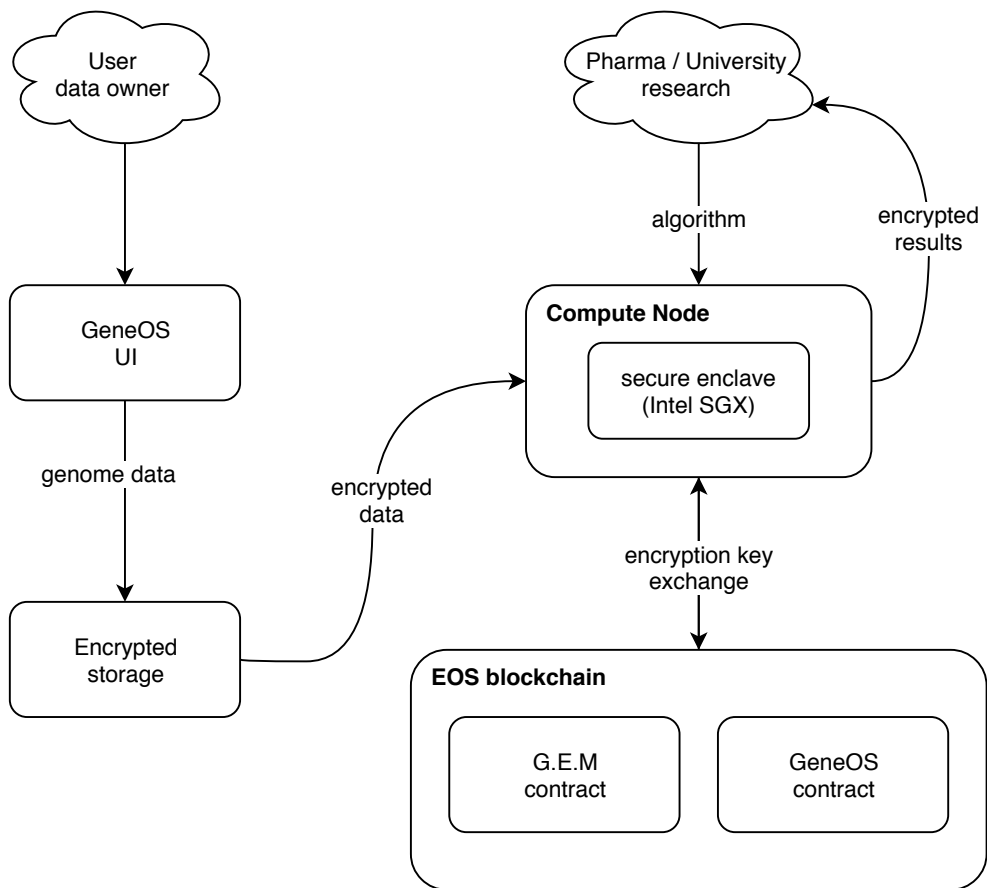 User
data owner
Pharma / University
research
algorithm
encrypted
results
GeneOS
UI
Compute Node
secure enclave
(Intel SGX)
genome data
encrypted
data
encryption key
exchange
Encrypted
storage
EOS blockchain
G.E.M
contract
GeneOS
contract